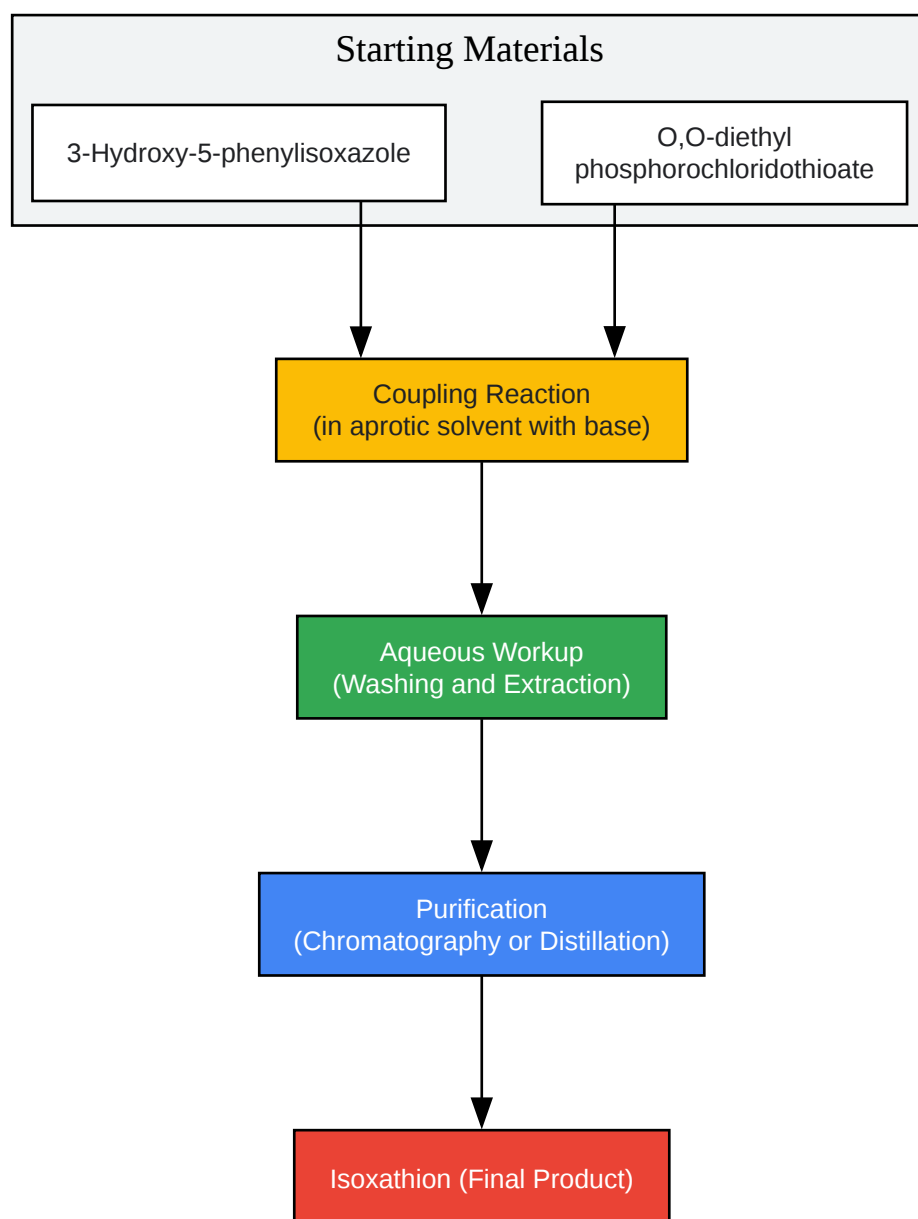 Starting Materials
3-Hydroxy-5-phenylisoxazole
O,O-diethyl
phosphorochloridothioate
Coupling Reaction
(in aprotic solvent with base)
Aqueous Workup
(Washing and Extraction)
Purification
(Chromatography or Distillation)
Isoxathion (Final Product)